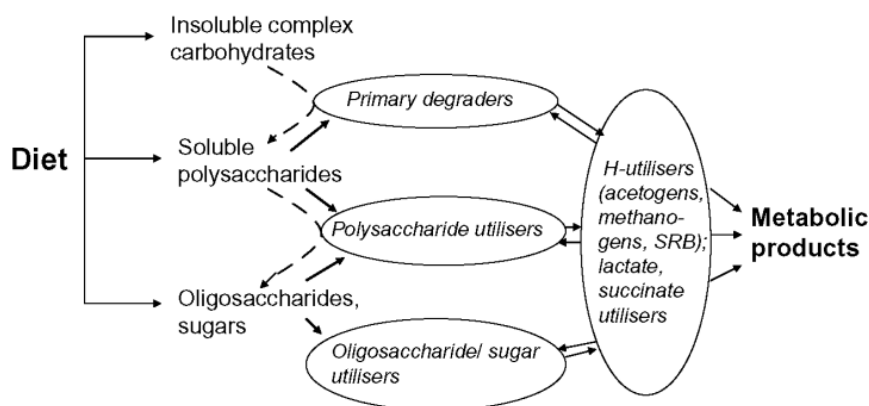 Insoluble complex
carbohydrates
Primary degraders
Diet
Soluble
polysaccharides
Polysaccharide utilisers
Oligosaccharides,
sugars
Oligosaccharide/ sugar
utilisers
H-utilisers
(acetogens,
methano-
gens, SRB);
lactate,
succinate
utilisers
Metabolic
products